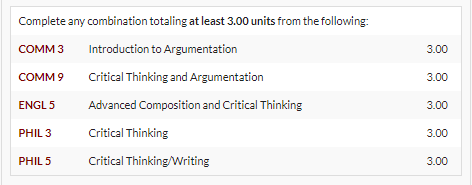 Complete any combination totaling at least 3.00 units from the following:
COMM 3 Introduction to Argumentation 3.00
COMM 9 Critical Thinking and Argumentation 3.00
ENGL 5 Advanced Composition and Critical Thinking 3.00
PHIL 3 Critical Thinking 3.00
PHIL 5 Critical Thinking/Writing 3.00